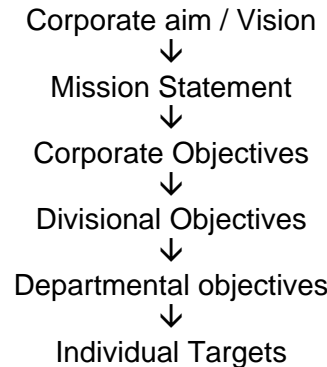 Corporate aim / Vision
↓
Mission Statement
↓
Corporate Objectives
↓
Divisional Objectives
↓
Departmental objectives
↓
Individual Targets